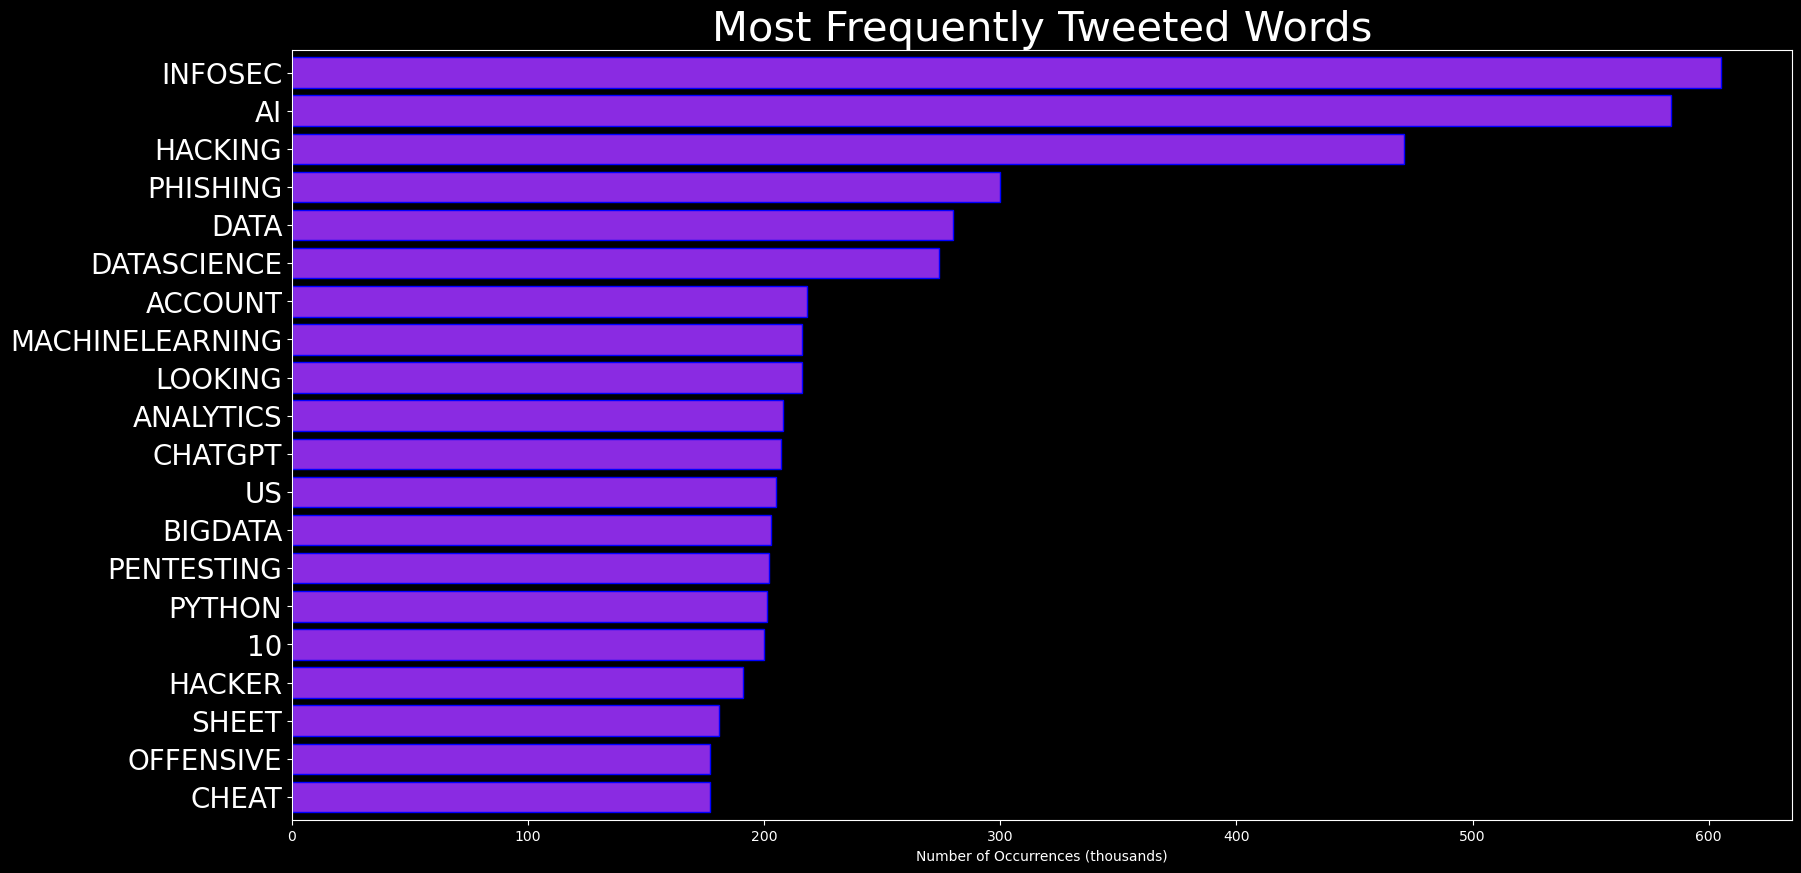 Most Frequently Tweeted Words
INFOSEC
AI
HACKING
PHISHING
DATA
DATASCIENCE
ACCOUNT
MACHINELEARNING
LOOKING
ANALYTICS
CHATGPT
US
BIGDATA
PENTESTING
PYTHON
10
HACKER
SHEET
OFFENSIVE
CHEAT
0 100 200 300 400 500 600
Number of Occurrences (thousands)